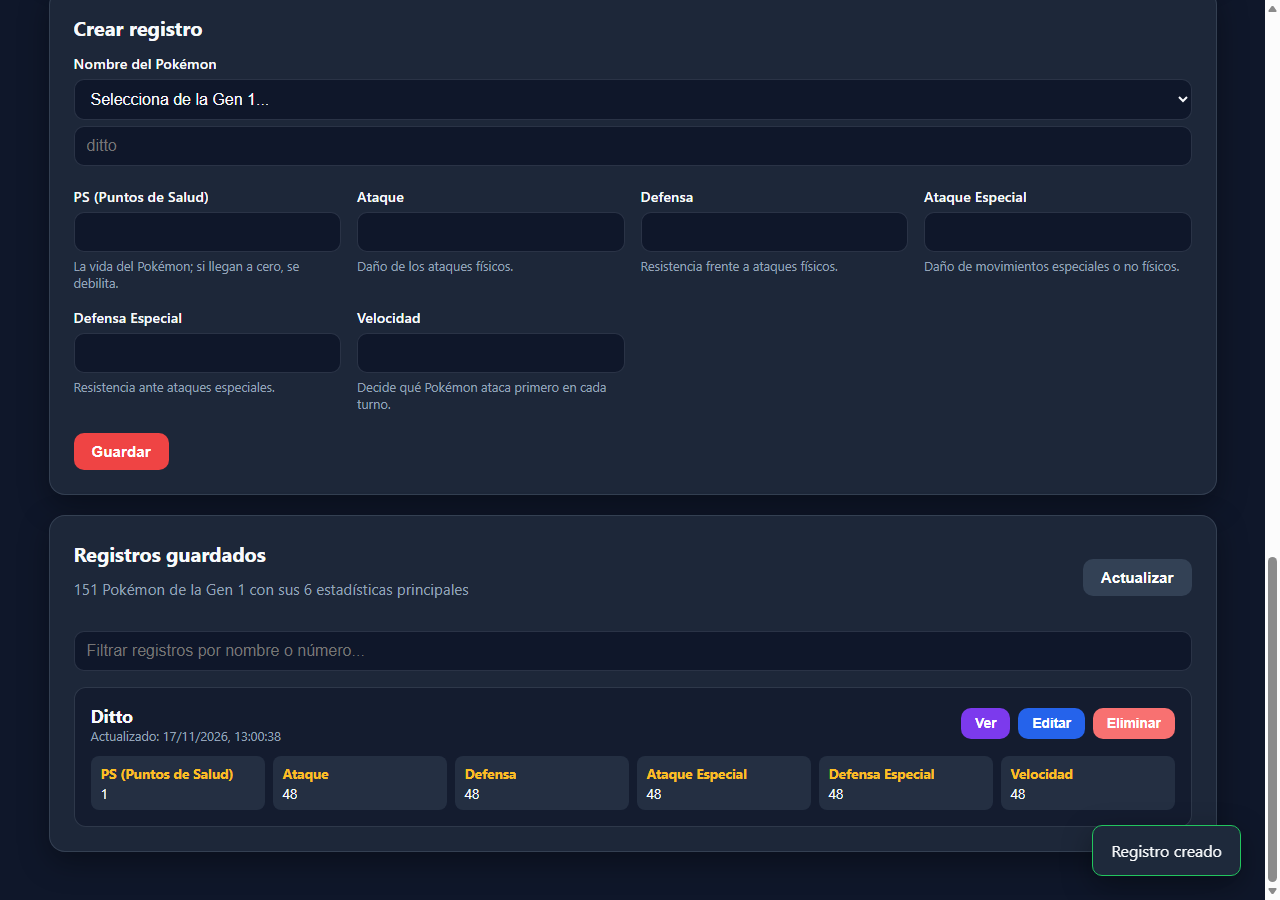 Crear registro
Nombre del Pokémon
Selecciona de la Gen 1...
ditto
PS (Puntos de Salud)
Ataque
Defensa
Ataque Especial
La vida del Pokémon; si llegan a cero, se
debilita.
Daño de los ataques físicos.
Resistencia frente a ataques físicos.
Daño de movimientos especiales o no físicos.
Defensa Especial
Velocidad
Resistencia ante ataques especiales.
Decide qué Pokémon ataca primero en cada
turno.
Guardar
Registros guardados
151 Pokémon de la Gen 1 con sus 6 estadísticas principales
Actualizar
Filtrar registros por nombre o número...
Ditto
Actualizado: 17/11/2026, 13:00:38
Ver
Editar
Eliminar
PS (Puntos de Salud)
1
Ataque
48
Defensa
48
Ataque Especial
48
Defensa Especial
48
Velocidad
48
Registro creado